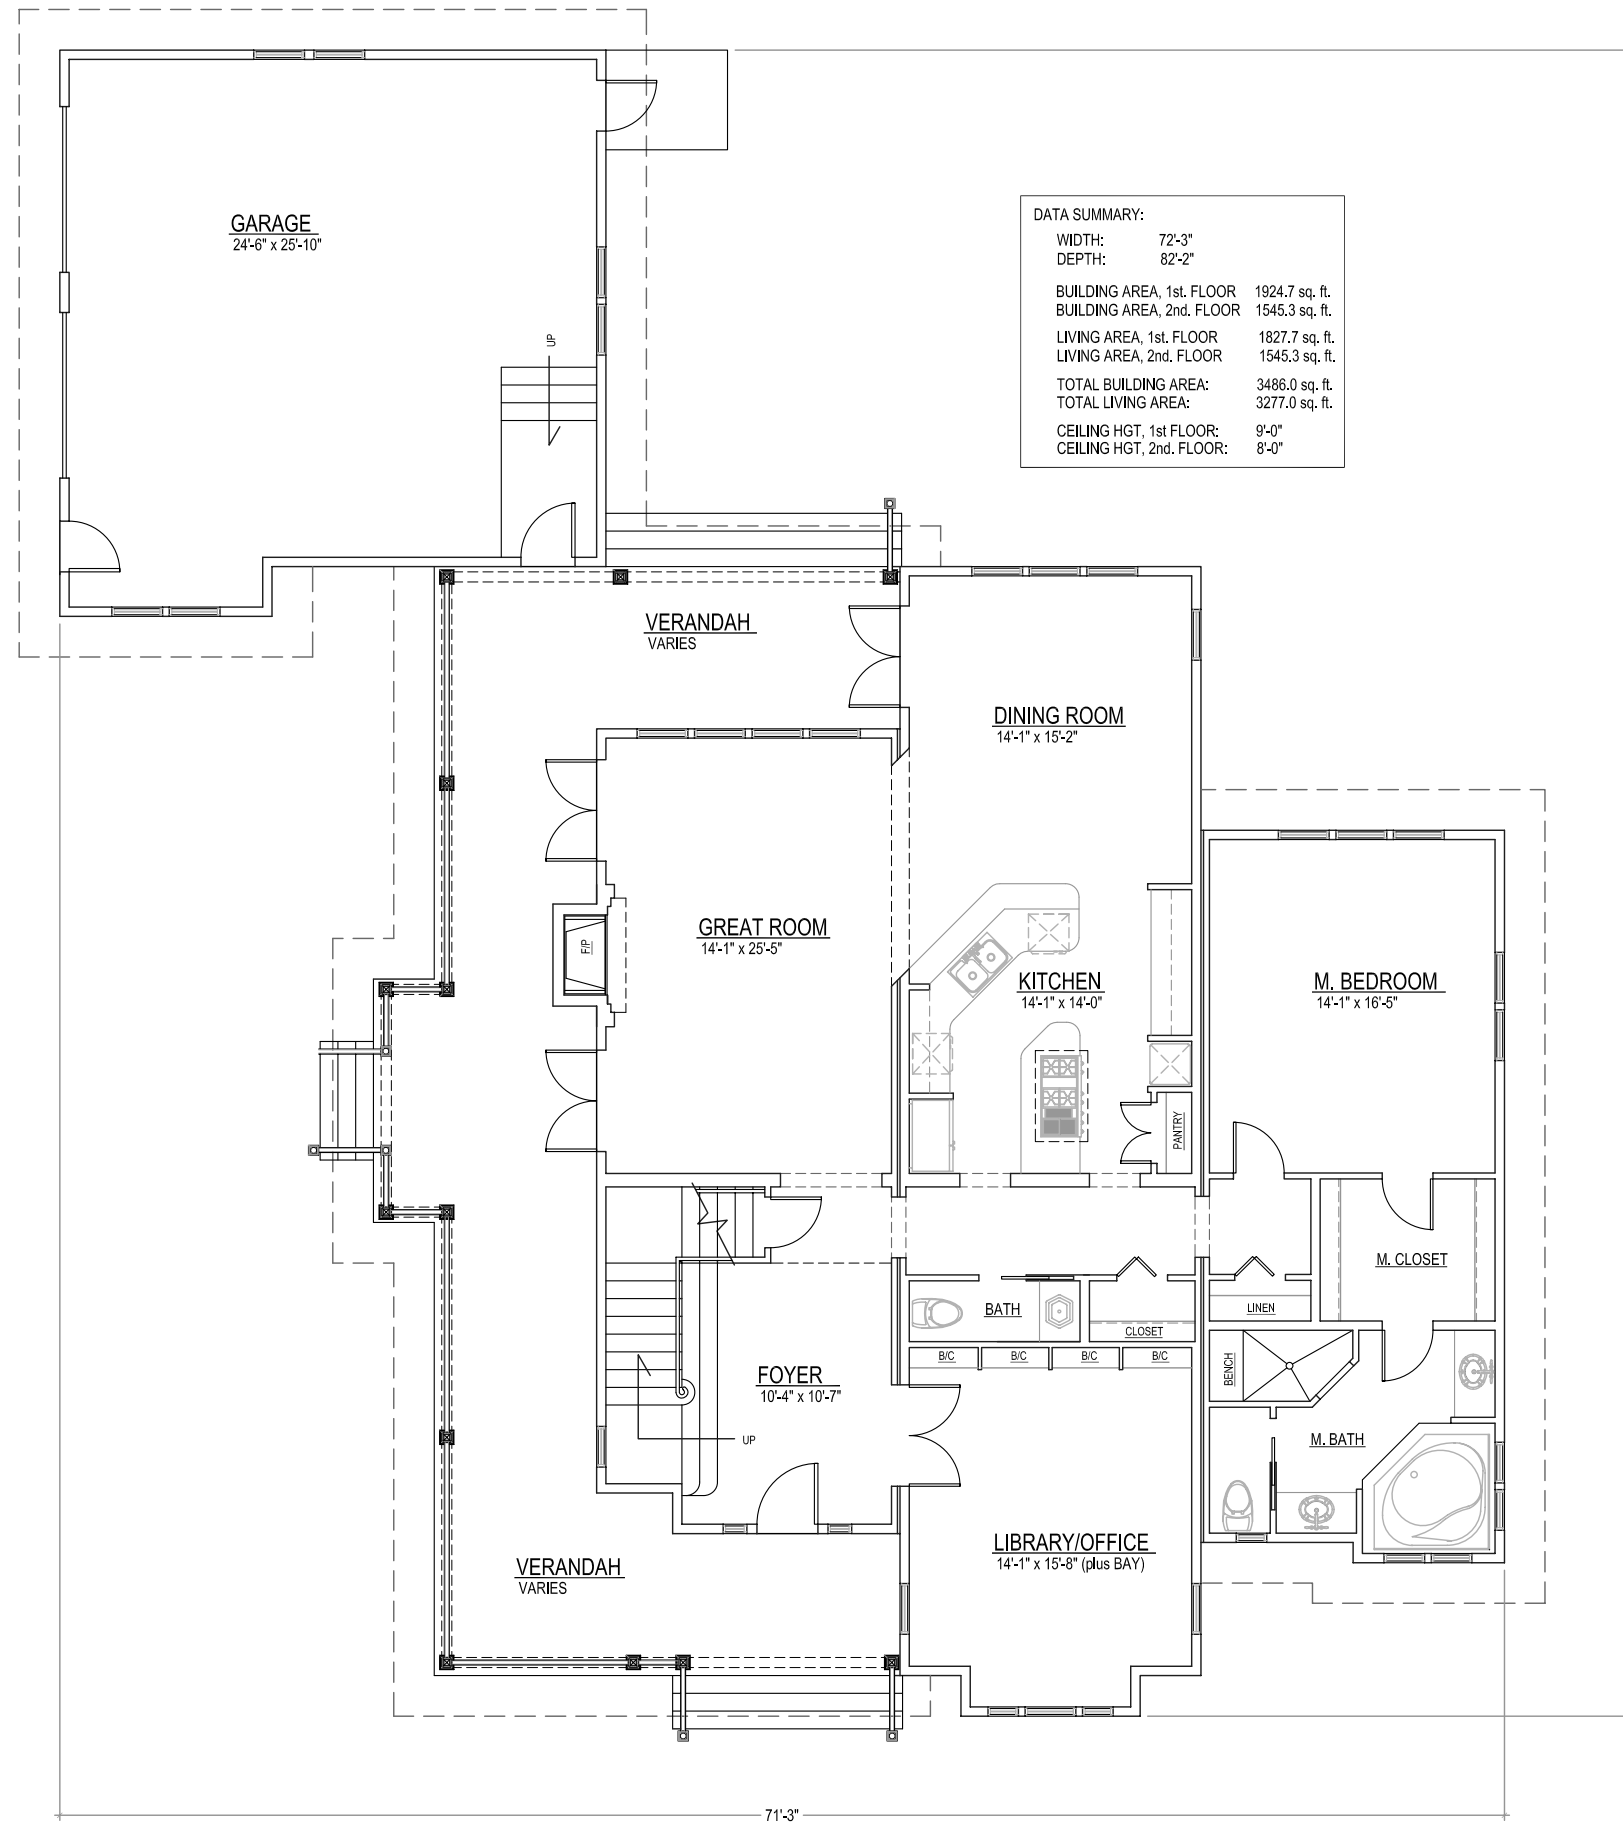 GARAGE
24'-6" x 25'-10"
UP
DATA SUMMARY:
WIDTH: 72'-3"
DEPTH: 82'-2"
BUILDING AREA, 1st. FLOOR 1924.7 sq. ft.
BUILDING AREA, 2nd. FLOOR 1545.3 sq. ft.
LIVING AREA, 1st. FLOOR 1827.7 sq. ft.
LIVING AREA, 2nd. FLOOR 1545.3 sq. ft.
TOTAL BUILDING AREA: 3486.0 sq. ft.
TOTAL LIVING AREA: 3277.0 sq. ft.
CEILING HGT, 1st FLOOR: 9'-0"
CEILING HGT, 2nd. FLOOR: 8'-0"
VERANDAH
VARIES
DINING ROOM
14'-1" x 15'-2"
GREAT ROOM
14'-1" x 25'-5"
F/P
KITCHEN
14'-1" x 14'-0"
M. BEDROOM
14'-1" x 16'-5"
PANTRY
M. CLOSET
BATH
CLOSET
LINEN
B/C B/C B/C B/C
BENCH
FOYER
10'-4" x 10'-7"
UP
M. BATH
LIBRARY/OFFICE
14'-1" x 15'-8" (plus BAY)
VERANDAH
VARIES
71'-3"